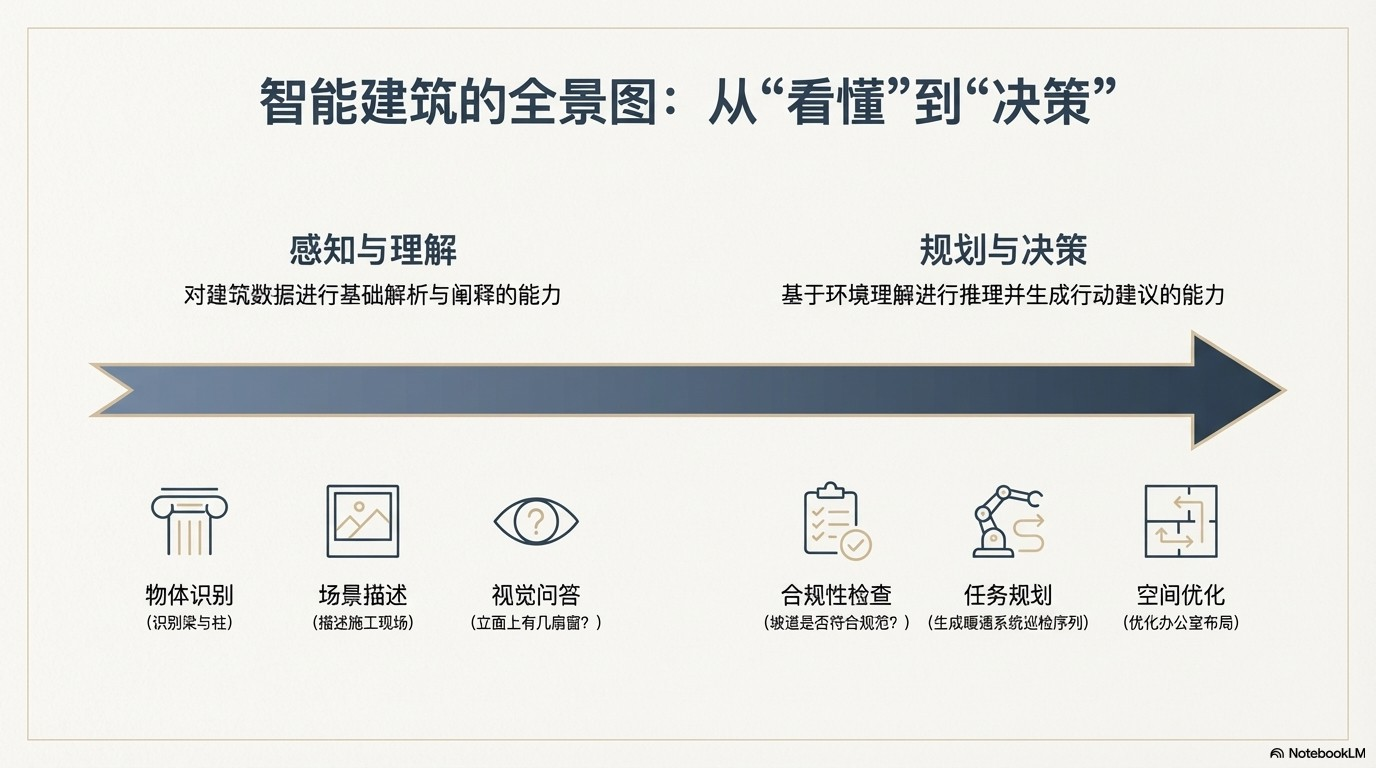 智能建筑的全景图：从“看懂”到“决策”
感知与理解
对建筑数据进行基础解析与阐释的能力
规划与决策
基于环境理解进行推理并生成行动建议的能力
物体识别
（识别梁与柱）
场景描述
（描述施工现场）
视觉问答
（立面上有几扇窗？）
合规性检查
（坡道是否符合规范？）
任务规划
（生成暖通系统巡检序列）
空间优化
（优化办公室布局）
NotebookLM